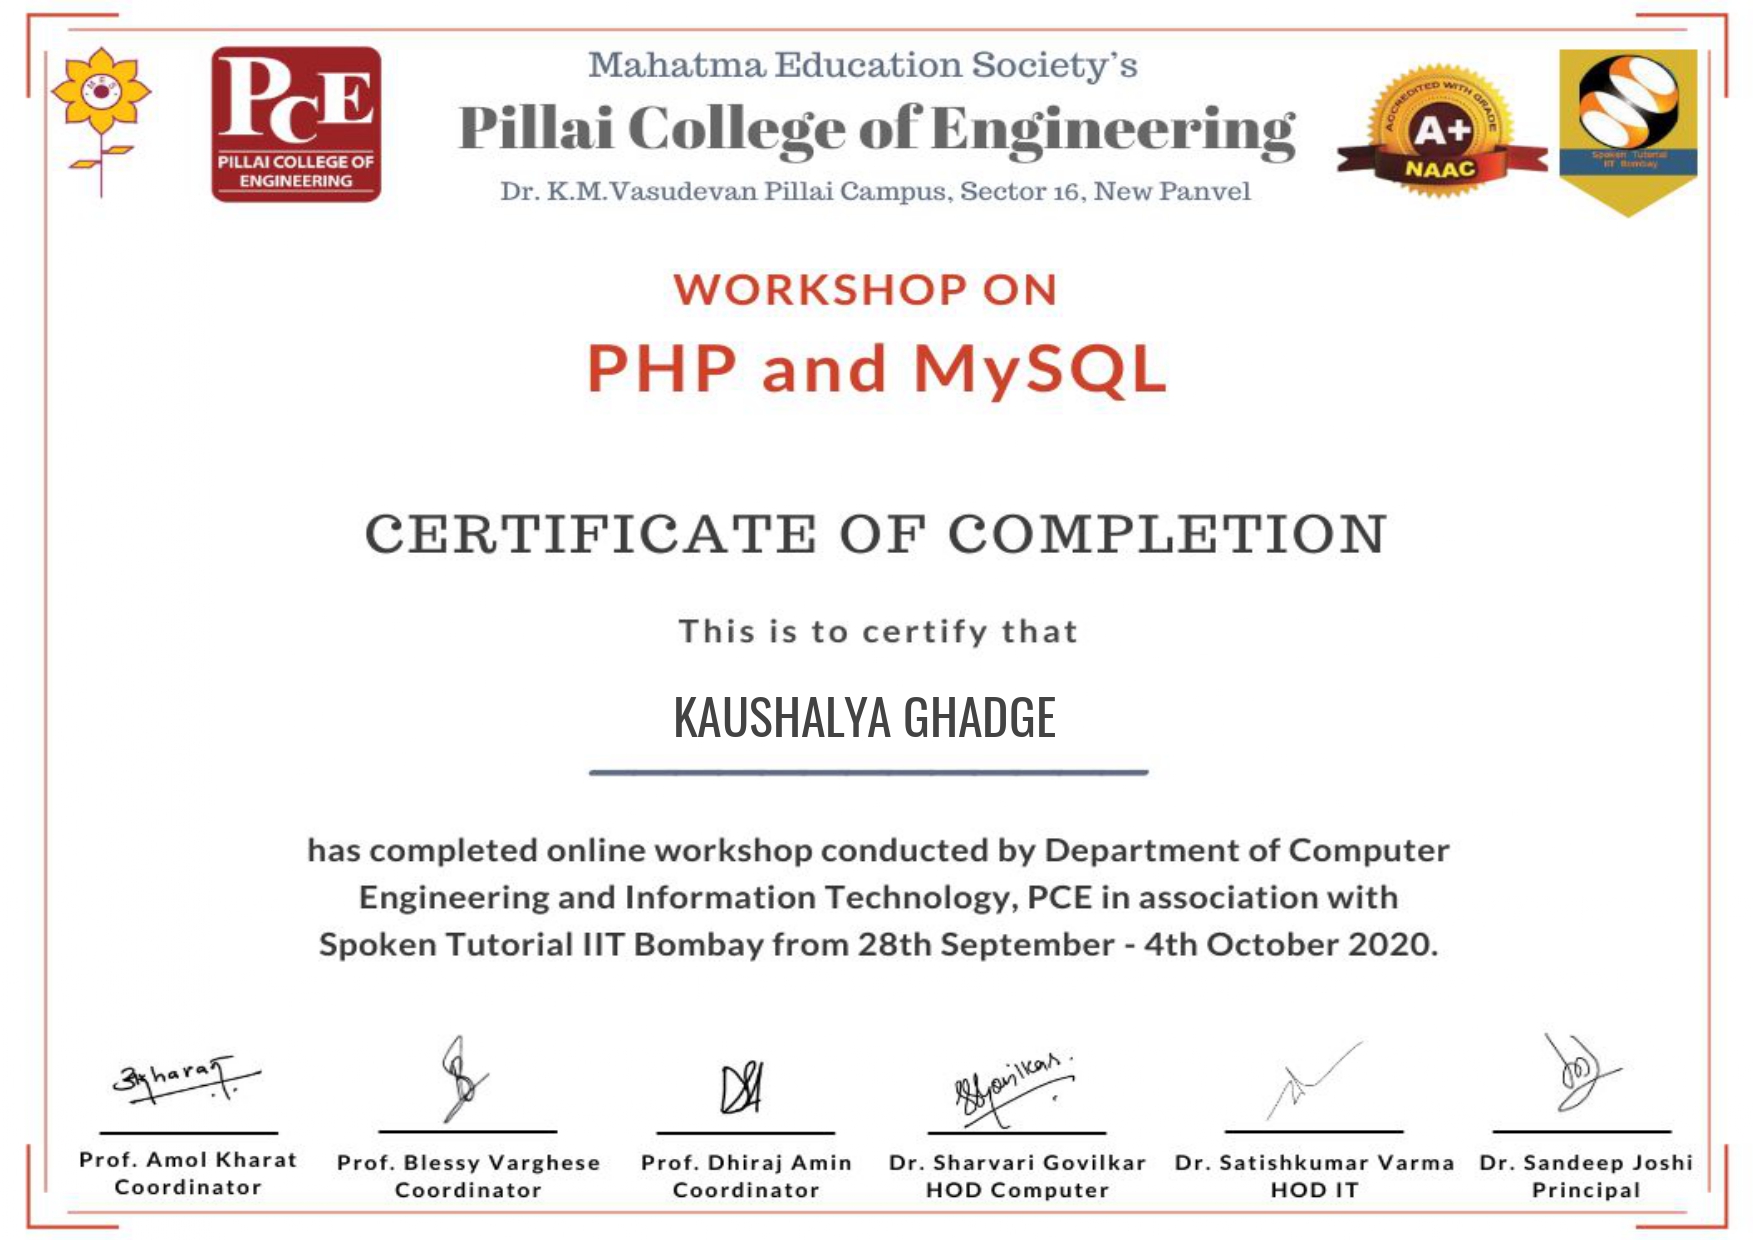 MES
PCE
PILLAI COLLEGE OF
ENGINEERING
Mahatma Education Society's
Pillai College of Engineering
Dr. K.M.Vasudevan Pillai Campus, Sector 16, New Panvel
ACCREDITED WITH GRADE
A+
NAAC
Spoken Tutorial
IIT Bombay
WORKSHOP ON
PHP and MySQL
CERTIFICATE OF COMPLETION
This is to certify that
KAUSHALYA GHADGE
has completed online workshop conducted by Department of Computer
Engineering and Information Technology, PCE in association with
Spoken Tutorial IIT Bombay from 28th September - 4th October 2020.
Prof. Amol Kharat
Coordinator
Prof. Blessy Varghese
Coordinator
Prof. Dhiraj Amin
Coordinator
Dr. Sharvari Govilkar
HOD Computer
Dr. Satishkumar Varma
HOD IT
Dr. Sandeep Joshi
Principal